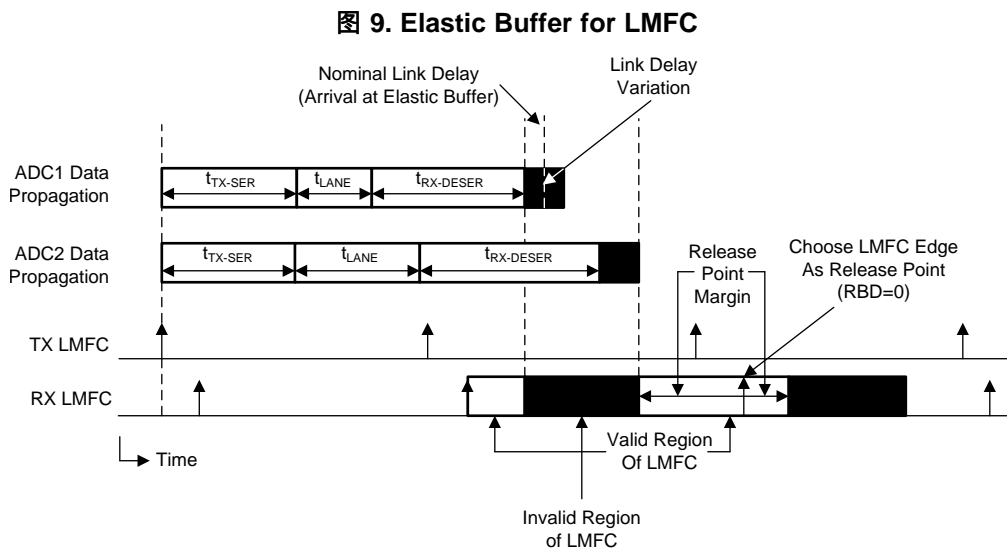 图 9. Elastic Buffer for LMFC
Nominal Link Delay
(Arrival at Elastic Buffer)
Link Delay
Variation
ADC1 Data
Propagation
tTX-SER
tLANE
tRX-DESER
ADC2 Data
Propagation
tTX-SER
tLANE
tRX-DESER
Release
Point
Margin
Choose LMFC Edge
As Release Point
(RBD=0)
TX LMFC
RX LMFC
Time
Valid Region
Of LMFC
Invalid Region
of LMFC